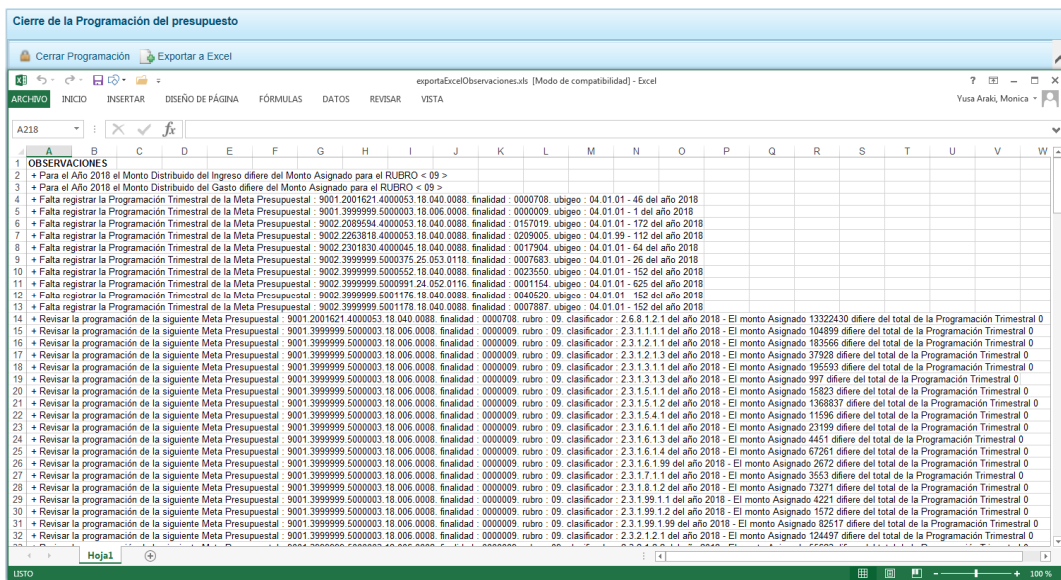 Cierre de la Programación del presupuesto
Cerrar Programación Exportar a Excel
exportaExcelObservaciones.xls [Modo de compatibilidad] - Excel
ARCHIVO INICIO INSERTAR DISEÑO DE PÁGINA FÓRMULAS DATOS REVISAR VISTA Yusa Araki, Monica
A218 fx
A B C D E F G H I J K L M N O P Q R S T U V W
1 OBSERVACIONES
2 + Para el Año 2018 el Monto Distribuido del Ingreso difiere del Monto Asignado para el RUBRO < 09 >
3 + Para el Año 2018 el Monto Distribuido del Gasto difiere del Monto Asignado para el RUBRO < 09 >
4 + Falta registrar la Programación Trimestral de la Meta Presupuestal : 9001.2001621.4000053.18.040.0088. finalidad : 0000708. ubigeo : 04.01.01 - 46 del año 2018
5 + Falta registrar la Programación Trimestral de la Meta Presupuestal : 9001.3999999.5000003.18.006.0008. finalidad : 0000009. ubigeo : 04.01.01 - 1 del año 2018
6 + Falta registrar la Programación Trimestral de la Meta Presupuestal : 9002.2089594.4000053.18.040.0088. finalidad : 0157019. ubigeo : 04.01.01 - 172 del año 2018
7 + Falta registrar la Programación Trimestral de la Meta Presupuestal : 9002.2263818.4000053.18.040.0088. finalidad : 0209005. ubigeo : 04.01.99 - 112 del año 2018
8 + Falta registrar la Programación Trimestral de la Meta Presupuestal : 9002.2301830.4000045.18.040.0088. finalidad : 0017904. ubigeo : 04.01.01 - 64 del año 2018
9 + Falta registrar la Programación Trimestral de la Meta Presupuestal : 9002.3999999.5000375.25.053.0118. finalidad : 0007683. ubigeo : 04.01.01 - 26 del año 2018
10 + Falta registrar la Programación Trimestral de la Meta Presupuestal : 9002.3999999.5000552.18.040.0088. finalidad : 0023550. ubigeo : 04.01.01 - 152 del año 2018
11 + Falta registrar la Programación Trimestral de la Meta Presupuestal : 9002.3999999.5000991.24.052.0116. finalidad : 0001154. ubigeo : 04.01.01 - 625 del año 2018
12 + Falta registrar la Programación Trimestral de la Meta Presupuestal : 9002.3999999.5001176.18.040.0088. finalidad : 0040520. ubigeo : 04.01.01 - 152 del año 2018
13 + Falta registrar la Programación Trimestral de la Meta Presupuestal : 9002.3999999.5001178.18.040.0088. finalidad : 0007887. ubigeo : 04.01.01 - 152 del año 2018
14 + Revisar la programación de la siguiente Meta Presupuestal : 9001.2001621.4000053.18.040.0088. finalidad : 0000708. rubro : 09. clasificador : 2.6.8.1.2.1 del año 2018 - El monto Asignado 13322430 difiere del total de la Programación Trimestral 0
15 + Revisar la programación de la siguiente Meta Presupuestal : 9001.3999999.5000003.18.006.0008. finalidad : 0000009. rubro : 09. clasificador : 2.3.1.1.1.1 del año 2018 - El monto Asignado 104899 difiere del total de la Programación Trimestral 0
16 + Revisar la programación de la siguiente Meta Presupuestal : 9001.3999999.5000003.18.006.0008. finalidad : 0000009. rubro : 09. clasificador : 2.3.1.2.1.1 del año 2018 - El monto Asignado 183566 difiere del total de la Programación Trimestral 0
17 + Revisar la programación de la siguiente Meta Presupuestal : 9001.3999999.5000003.18.006.0008. finalidad : 0000009. rubro : 09. clasificador : 2.3.1.2.1.3 del año 2018 - El monto Asignado 37928 difiere del total de la Programación Trimestral 0
18 + Revisar la programación de la siguiente Meta Presupuestal : 9001.3999999.5000003.18.006.0008. finalidad : 0000009. rubro : 09. clasificador : 2.3.1.3.1.1 del año 2018 - El monto Asignado 195593 difiere del total de la Programación Trimestral 0
19 + Revisar la programación de la siguiente Meta Presupuestal : 9001.3999999.5000003.18.006.0008. finalidad : 0000009. rubro : 09. clasificador : 2.3.1.3.1.3 del año 2018 - El monto Asignado 997 difiere del total de la Programación Trimestral 0
20 + Revisar la programación de la siguiente Meta Presupuestal : 9001.3999999.5000003.18.006.0008. finalidad : 0000009. rubro : 09. clasificador : 2.3.1.5.1.1 del año 2018 - El monto Asignado 15823 difiere del total de la Programación Trimestral 0
21 + Revisar la programación de la siguiente Meta Presupuestal : 9001.3999999.5000003.18.006.0008. finalidad : 0000009. rubro : 09. clasificador : 2.3.1.5.1.2 del año 2018 - El monto Asignado 1368837 difiere del total de la Programación Trimestral 0
22 + Revisar la programación de la siguiente Meta Presupuestal : 9001.3999999.5000003.18.006.0008. finalidad : 0000009. rubro : 09. clasificador : 2.3.1.5.4.1 del año 2018 - El monto Asignado 11596 difiere del total de la Programación Trimestral 0
23 + Revisar la programación de la siguiente Meta Presupuestal : 9001.3999999.5000003.18.006.0008. finalidad : 0000009. rubro : 09. clasificador : 2.3.1.6.1.1 del año 2018 - El monto Asignado 23199 difiere del total de la Programación Trimestral 0
24 + Revisar la programación de la siguiente Meta Presupuestal : 9001.3999999.5000003.18.006.0008. finalidad : 0000009. rubro : 09. clasificador : 2.3.1.6.1.3 del año 2018 - El monto Asignado 4451 difiere del total de la Programación Trimestral 0
25 + Revisar la programación de la siguiente Meta Presupuestal : 9001.3999999.5000003.18.006.0008. finalidad : 0000009. rubro : 09. clasificador : 2.3.1.6.1.4 del año 2018 - El monto Asignado 67261 difiere del total de la Programación Trimestral 0
26 + Revisar la programación de la siguiente Meta Presupuestal : 9001.3999999.5000003.18.006.0008. finalidad : 0000009. rubro : 09. clasificador : 2.3.1.6.1.99 del año 2018 - El monto Asignado 2672 difiere del total de la Programación Trimestral 0
27 + Revisar la programación de la siguiente Meta Presupuestal : 9001.3999999.5000003.18.006.0008. finalidad : 0000009. rubro : 09. clasificador : 2.3.1.7.1.1 del año 2018 - El monto Asignado 3553 difiere del total de la Programación Trimestral 0
28 + Revisar la programación de la siguiente Meta Presupuestal : 9001.3999999.5000003.18.006.0008. finalidad : 0000009. rubro : 09. clasificador : 2.3.1.8.1.2 del año 2018 - El monto Asignado 73271 difiere del total de la Programación Trimestral 0
29 + Revisar la programación de la siguiente Meta Presupuestal : 9001.3999999.5000003.18.006.0008. finalidad : 0000009. rubro : 09. clasificador : 2.3.1.99.1.1 del año 2018 - El monto Asignado 4221 difiere del total de la Programación Trimestral 0
30 + Revisar la programación de la siguiente Meta Presupuestal : 9001.3999999.5000003.18.006.0008. finalidad : 0000009. rubro : 09. clasificador : 2.3.1.99.1.2 del año 2018 - El monto Asignado 1572 difiere del total de la Programación Trimestral 0
31 + Revisar la programación de la siguiente Meta Presupuestal : 9001.3999999.5000003.18.006.0008. finalidad : 0000009. rubro : 09. clasificador : 2.3.1.99.1.99 del año 2018 - El monto Asignado 82517 difiere del total de la Programación Trimestral 0
32 + Revisar la programación de la siguiente Meta Presupuestal : 9001.3999999.5000003.18.006.0008. finalidad : 0000009. rubro : 09. clasificador : 2.3.2.1.2.1 del año 2018 - El monto Asignado 124497 difiere del total de la Programación Trimestral 0
Hoja1
LISTO 100 %